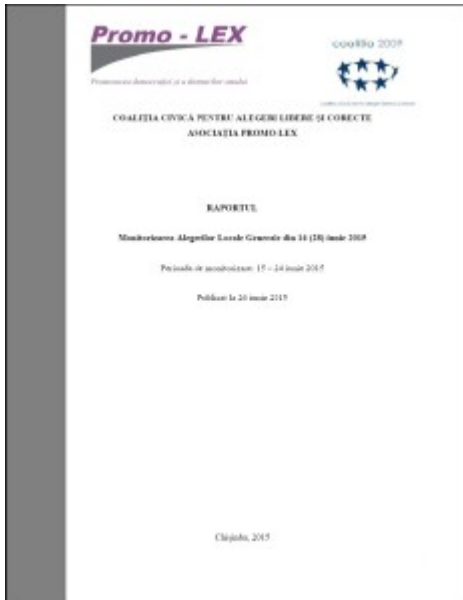 Promo - LEX
Promovarea democrației și a drepturilor omului
coaliția 2009
COALIȚIA CIVICĂ PENTRU ALEGERI LIBERE ȘI CORECTE
ASOCIAȚIA PROMO-LEX
RAPORTUL
Monitorizarea Alegerilor Locale Generale din 14 (28) iunie 2015
Perioada de monitorizare: 15 – 24 iunie 2015
Publicat la 26 iunie 2015
Chișinău, 2015